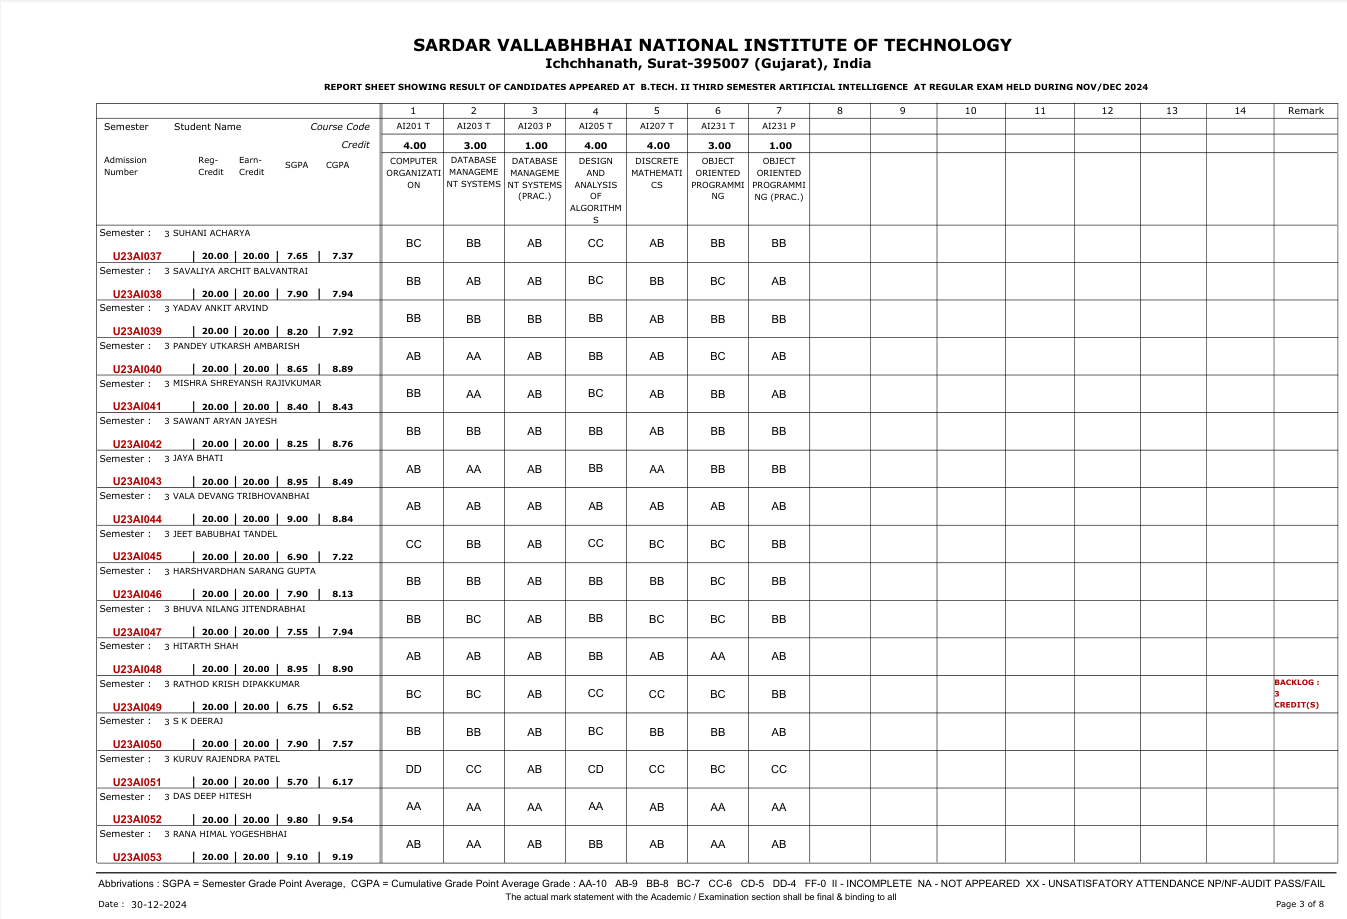 SARDAR VALLABHBHAI NATIONAL INSTITUTE OF TECHNOLOGY
Ichchhanath, Surat-395007 (Gujarat), India
REPORT SHEET SHOWING RESULT OF CANDIDATES APPEARED AT B.TECH. II THIRD SEMESTER ARTIFICIAL INTELLIGENCE AT REGULAR EXAM HELD DURING NOV/DEC 2024
1 2 3 4 5 6 7 8 9 10 11 12 13 14 Remark
Semester Student Name Course Code AI201 T AI203 T AI203 P AI205 T AI207 T AI231 T AI231 P
Credit 4.00 3.00 1.00 4.00 4.00 3.00 1.00
Admission Reg- Earn- SGPA CGPA COMPUTER DATABASE DATABASE DESIGN DISCRETE OBJECT OBJECT
Number Credit Credit ORGANIZATI MANAGEME MANAGEME AND MATHEMATI ORIENTED ORIENTED
ON NT SYSTEMS NT SYSTEMS ANALYSIS CS PROGRAMMI PROGRAMMI
(PRAC.) OF NG NG (PRAC.)
ALGORITHM
S
Semester : 3 SUHANI ACHARYA
BC BB AB CC AB BB BB
U23AI037 20.00 20.00 7.65 7.37
Semester : 3 SAVALIYA ARCHIT BALVANTRAI
BB AB AB BC BB BC AB
U23AI038 20.00 20.00 7.90 7.94
Semester : 3 YADAV ANKIT ARVIND
BB BB BB BB AB BB BB
U23AI039 20.00 20.00 8.20 7.92
Semester : 3 PANDEY UTKARSH AMBARISH
AB AA AB BB AB BC AB
U23AI040 20.00 20.00 8.65 8.89
Semester : 3 MISHRA SHREYANSH RAJIVKUMAR
BB AA AB BC AB BB AB
U23AI041 20.00 20.00 8.40 8.43
Semester : 3 SAWANT ARYAN JAYESH
BB BB AB BB AB BB BB
U23AI042 20.00 20.00 8.25 8.76
Semester : 3 JAYA BHATI
AB AA AB BB AA BB BB
U23AI043 20.00 20.00 8.95 8.49
Semester : 3 VALA DEVANG TRIBHOVANBHAI
AB AB AB AB AB AB AB
U23AI044 20.00 20.00 9.00 8.84
Semester : 3 JEET BABUBHAI TANDEL
CC BB AB CC BC BC BB
U23AI045 20.00 20.00 6.90 7.22
Semester : 3 HARSHVARDHAN SARANG GUPTA
BB BB AB BB BB BC BB
U23AI046 20.00 20.00 7.90 8.13
Semester : 3 BHUVA NILANG JITENDRABHAI
BB BC AB BB BC BC BB
U23AI047 20.00 20.00 7.55 7.94
Semester : 3 HITARTH SHAH
AB AB AB BB AB AA AB
U23AI048 20.00 20.00 8.95 8.90
Semester : 3 RATHOD KRISH DIPAKKUMAR BACKLOG :
BC BC AB CC CC BC BB 3
U23AI049 20.00 20.00 6.75 6.52 CREDIT(S)
Semester : 3 S K DEERAJ
BB BB AB BC BB BB AB
U23AI050 20.00 20.00 7.90 7.57
Semester : 3 KURUV RAJENDRA PATEL
DD CC AB CD CC BC CC
U23AI051 20.00 20.00 5.70 6.17
Semester : 3 DAS DEEP HITESH
AA AA AA AA AB AA AA
U23AI052 20.00 20.00 9.80 9.54
Semester : 3 RANA HIMAL YOGESHBHAI
AB AA AB BB AB AA AB
U23AI053 20.00 20.00 9.10 9.19
Abbrivations : SGPA = Semester Grade Point Average, CGPA = Cumulative Grade Point Average Grade : AA-10 AB-9 BB-8 BC-7 CC-6 CD-5 DD-4 FF-0 II - INCOMPLETE NA - NOT APPEARED XX - UNSATISFATORY ATTENDANCE NP/NF-AUDIT PASS/FAIL
The actual mark statement with the Academic / Examination section shall be final & binding to all
Date : 30-12-2024 Page 3 of 8